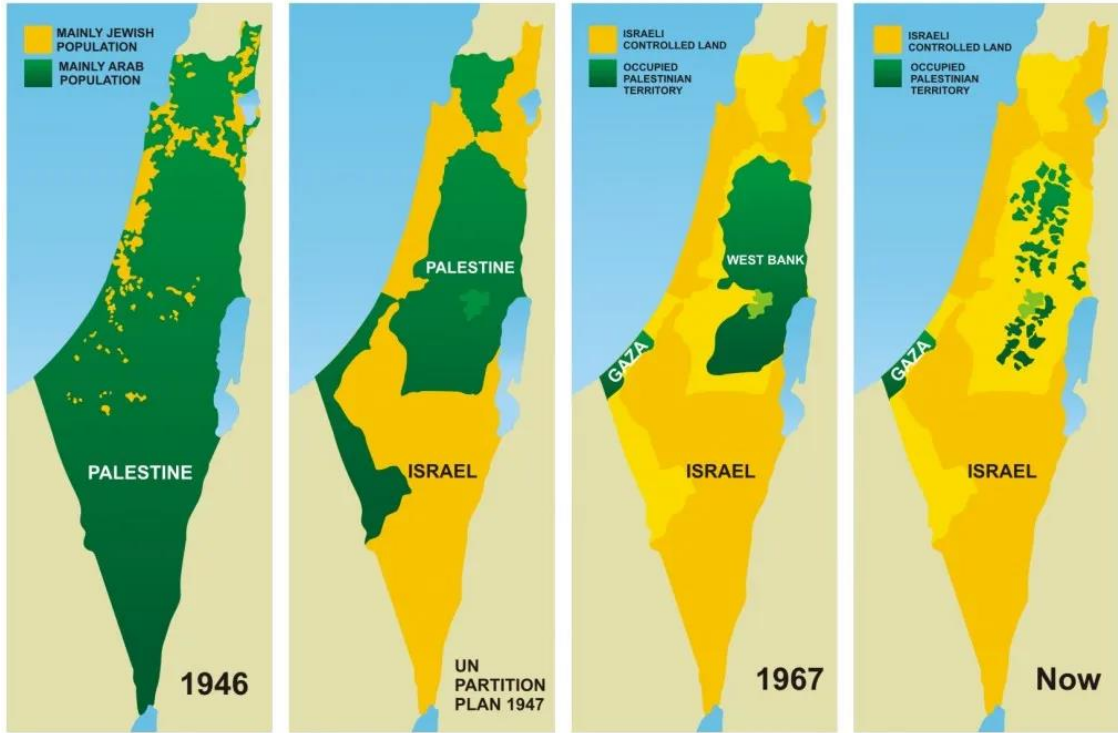 MAINLY JEWISH
POPULATION
MAINLY ARAB
POPULATION
PALESTINE
1946
PALESTINE
ISRAEL
UN
PARTITION
PLAN 1947
ISRAELI
CONTROLLED LAND
OCCUPIED
PALESTINIAN
TERRITORY
WEST BANK
GAZA
ISRAEL
1967
ISRAELI
CONTROLLED LAND
OCCUPIED
PALESTINIAN
TERRITORY
GAZA
ISRAEL
Now